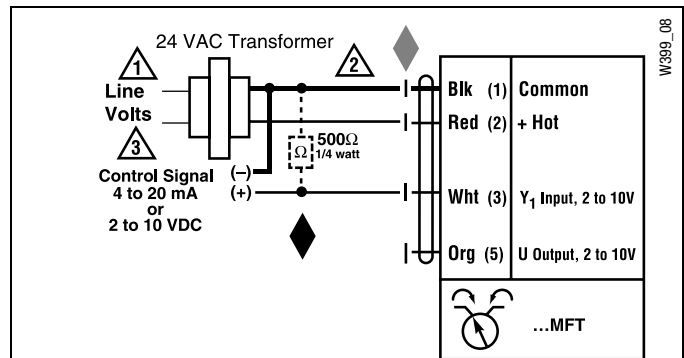 24 VAC Transformer
1
2
Line
Volts
3
Control Signal
4 to 20 mA
or
2 to 10 VDC
(–)
(+)
Ω
500Ω
1/4 watt
Blk (1) Common
Red (2) + Hot
Wht (3) Y₁ Input, 2 to 10V
Org (5) U Output, 2 to 10V
...MFT
W399_08